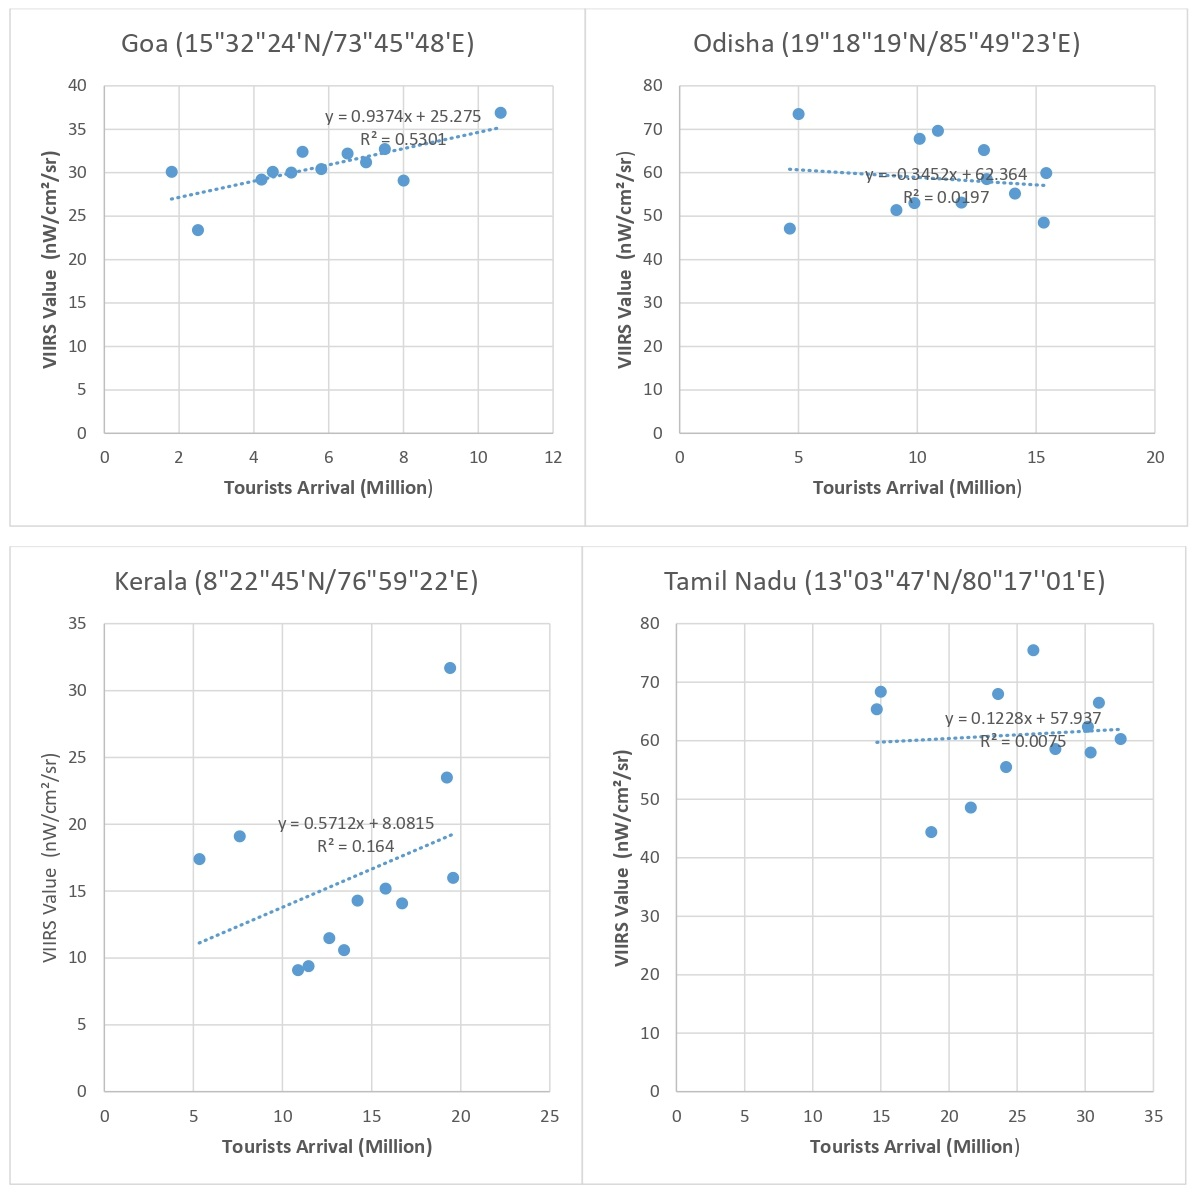 Goa (15"32"24'N/73"45"48'E)
40
35
30
25
20
15
10
5
0
y = 0.9374x + 25.275
R² = 0.5301
VIIRS Value (nW/cm²/sr)
0 2 4 6 8 10 12
Tourists Arrival (Million)
Odisha (19"18"19'N/85"49"23'E)
80
70
60
50
40
30
20
10
0
y = -0.3452x + 62.364
R² = 0.0197
VIIRS Value (nW/cm²/sr)
0 5 10 15 20
Tourists Arrival (Million)
Kerala (8"22"45'N/76"59"22'E)
35
30
25
20
15
10
5
0
y = 0.5712x + 8.0815
R² = 0.164
VIIRS Value (nW/cm²/sr)
0 5 10 15 20 25
Tourists Arrival (Million)
Tamil Nadu (13"03"47'N/80"17''01'E)
80
70
60
50
40
30
20
10
0
y = 0.1228x + 57.937
R² = 0.0075
VIIRS Value (nW/cm²/sr)
0 5 10 15 20 25 30 35
Tourists Arrival (Million)